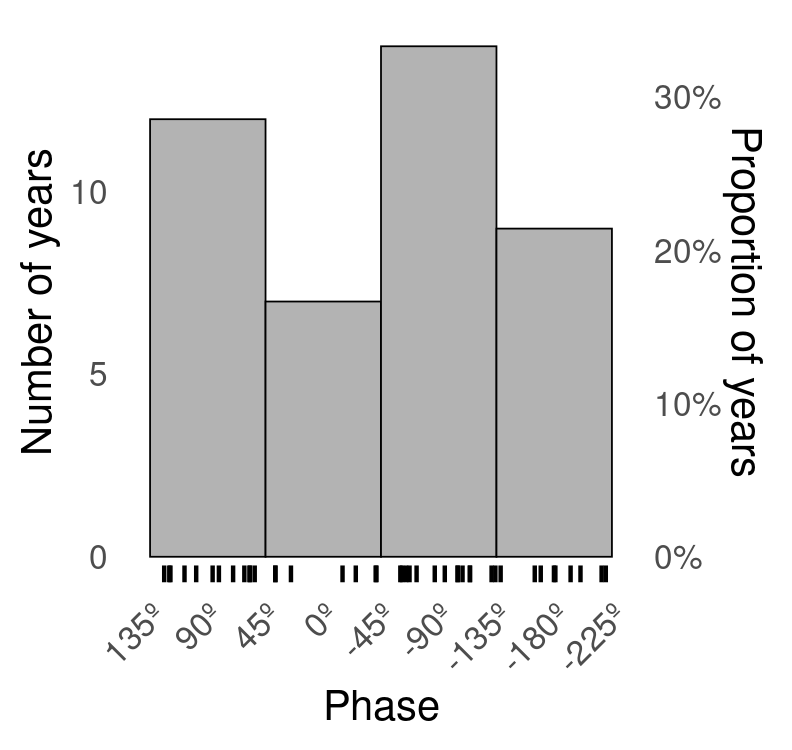 Number of years
10
5
0
30%
20%
10%
0%
Proportion of years
135º
90º
45º
0º
-45º
-90º
-135º
-180º
-225º
Phase